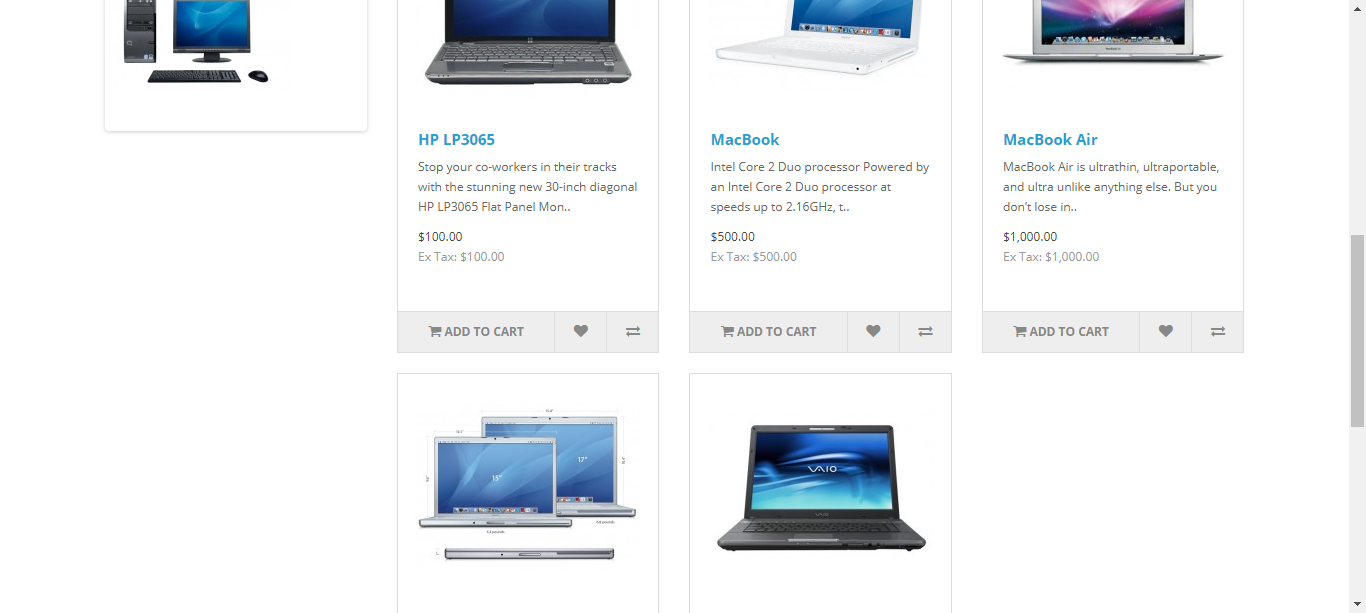 HP LP3065
Stop your co-workers in their tracks
with the stunning new 30-inch diagonal
HP LP3065 Flat Panel Mon..
$100.00
Ex Tax: $100.00
ADD TO CART
MacBook
Intel Core 2 Duo processor Powered by
an Intel Core 2 Duo processor at
speeds up to 2.16GHz, t..
$500.00
Ex Tax: $500.00
ADD TO CART
MacBook Air
MacBook Air is ultrathin, ultraportable,
and ultra unlike anything else. But you
don't lose in..
$1,000.00
Ex Tax: $1,000.00
ADD TO CART
17"
15"
VAIO